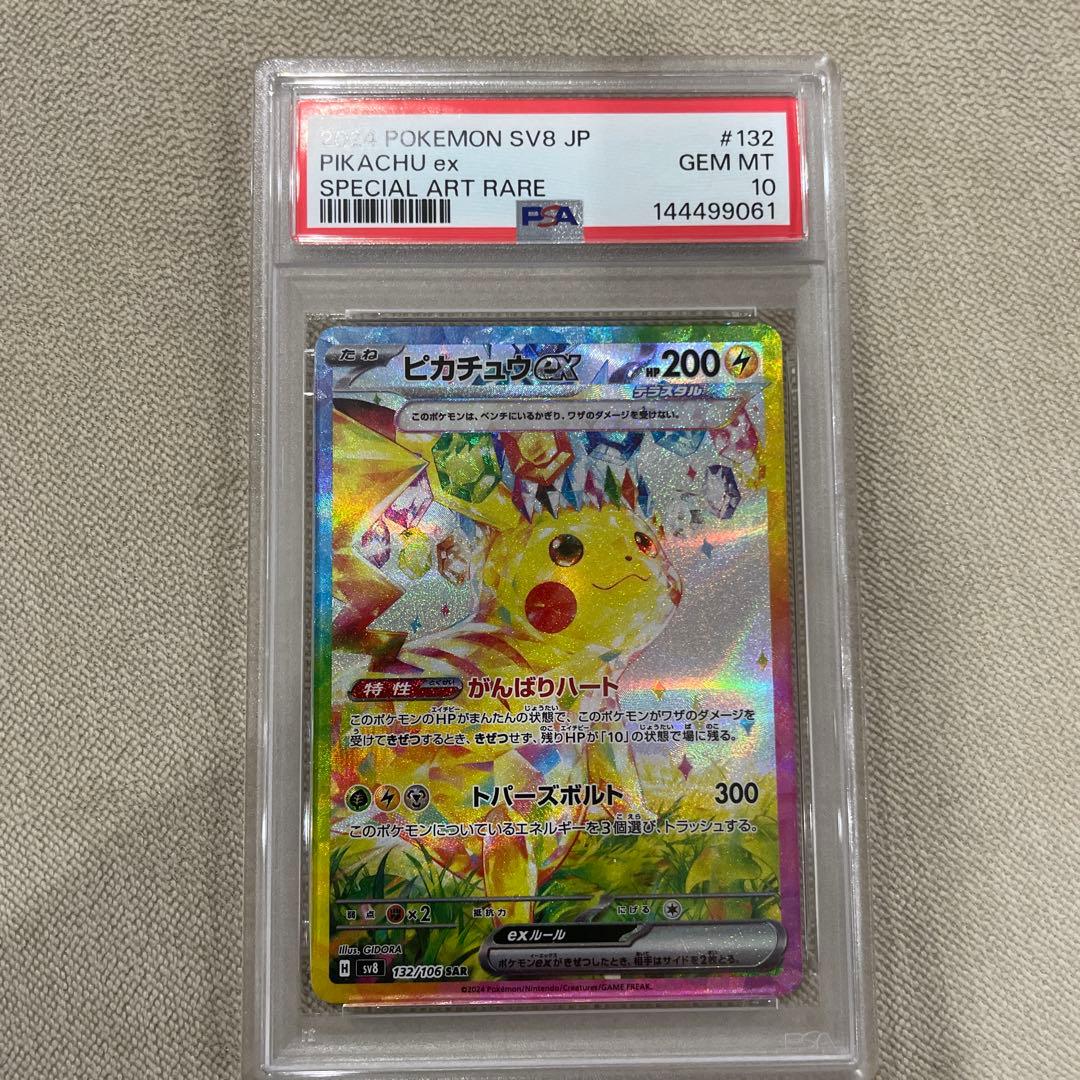 2024 POKEMON SV8 JP #132
PIKACHU ex GEM MT
SPECIAL ART RARE 10
PSA 144499061
たね ピカチュウex HP 200
テラスタル
このポケモンは、ベンチにいるかぎり、ワザのダメージを受けない。
特性 とくせい がんばりハート
このポケモンのHPがまんたんの状態で、このポケモンがワザのダメージを
受けてきぜつするとき、きぜつせず、残りHPが「10」の状態で場に残る。
トパーズボルト 300
このポケモンについているエネルギーを3個選び、トラッシュする。
弱点 ×2 抵抗力 にげる
exルール
ポケモンexがきぜつしたとき、相手はサイドを2枚とる。
Illus. GIDORA
H sv8 132/106 SAR
©2024 Pokémon/Nintendo/Creatures/GAME FREAK.
PSA